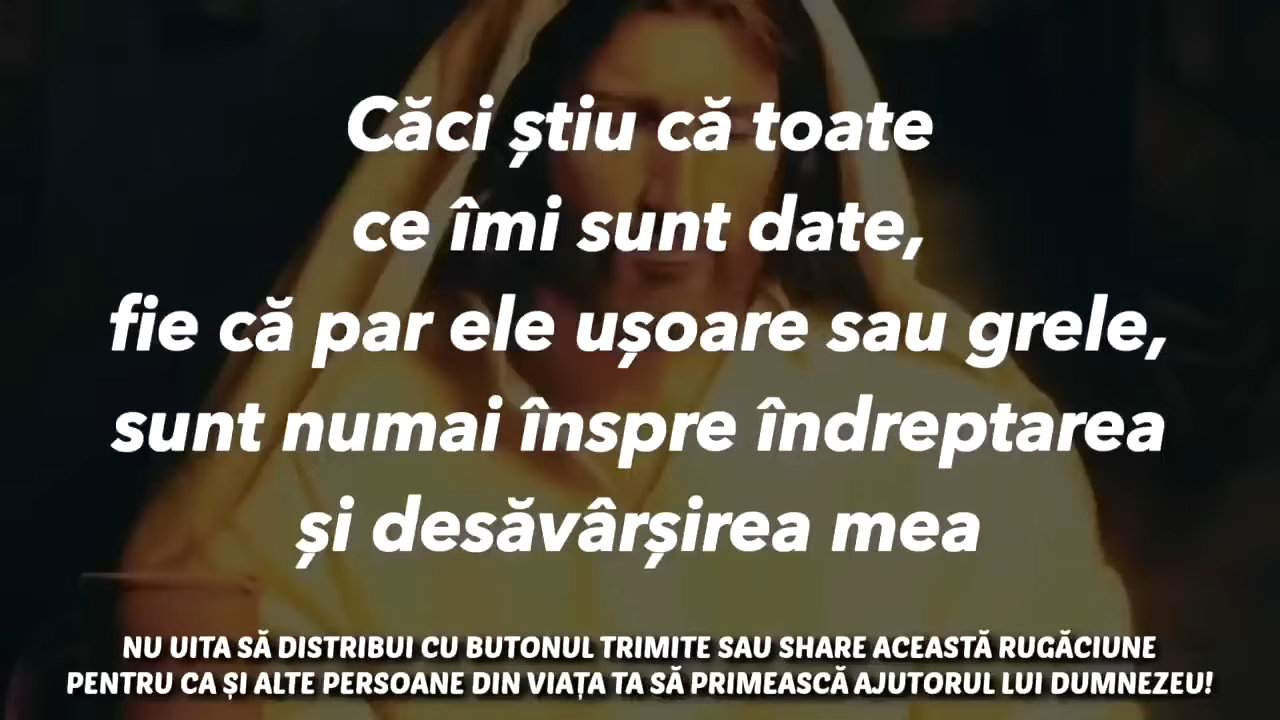 Căci știu că toate
ce îmi sunt date,
fie că par ele ușoare sau grele,
sunt numai înspre îndreptarea
și desăvârșirea mea
NU UITA SĂ DISTRIBUI CU BUTONUL TRIMITE SAU SHARE ACEASTĂ RUGĂCIUNE
PENTRU CA ȘI ALTE PERSOANE DIN VIAȚA TA SĂ PRIMEASCĂ AJUTORUL LUI DUMNEZEU!